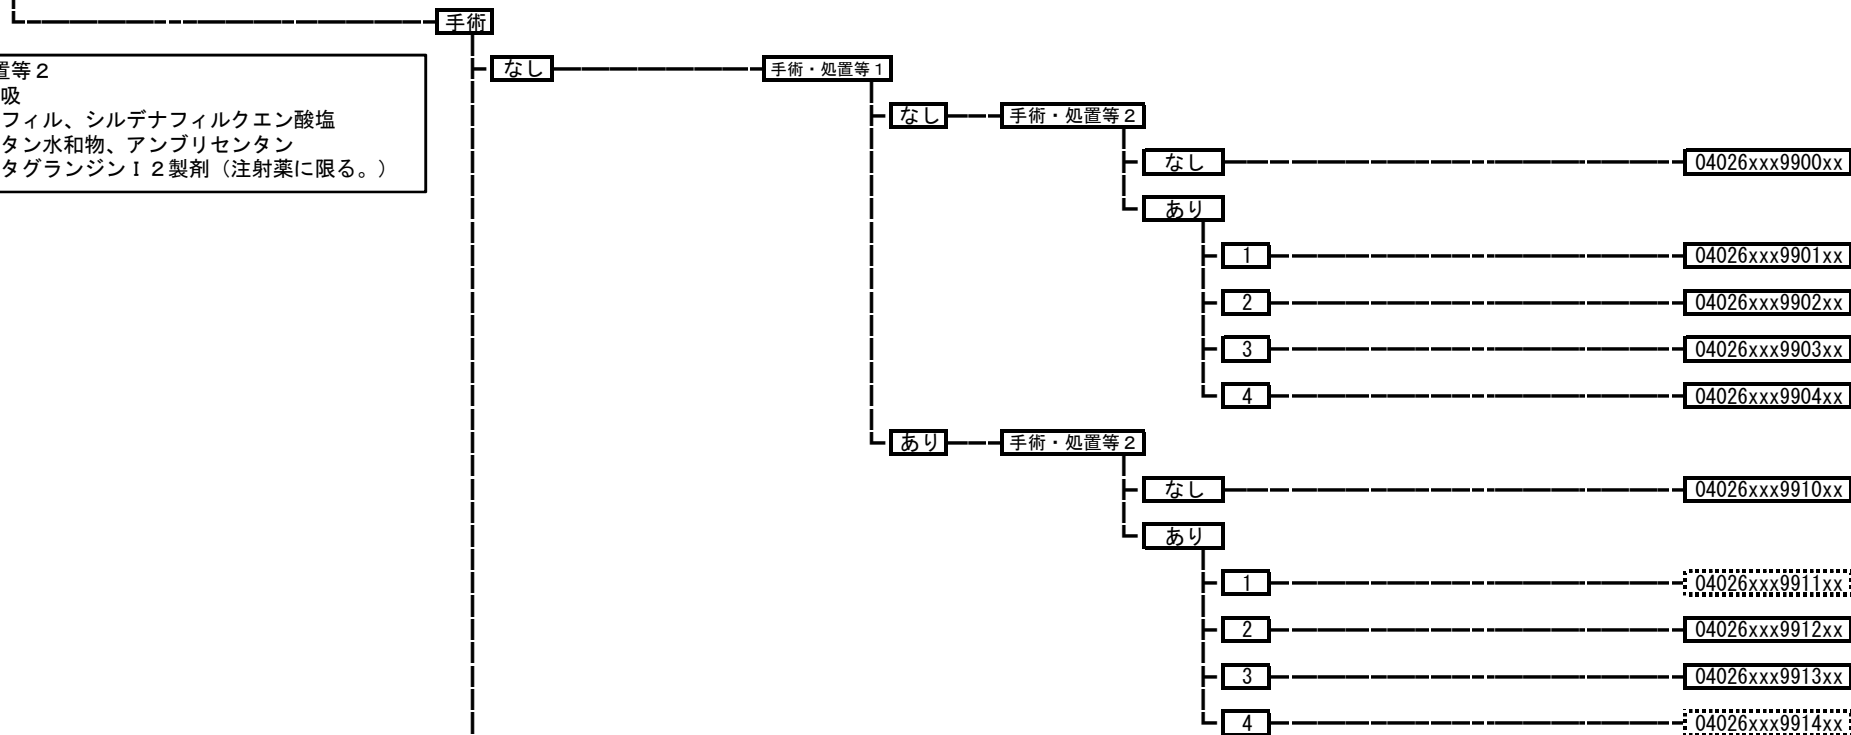 手術
置等２
吸
フィル、シルデナフィルクエン酸塩
タン水和物、アンブリセンタン
タグランジンＩ２製剤（注射薬に限る。）
なし
手術・処置等１
なし
手術・処置等２
なし
04026xxx9900xx
あり
1
04026xxx9901xx
2
04026xxx9902xx
3
04026xxx9903xx
4
04026xxx9904xx
あり
手術・処置等２
なし
04026xxx9910xx
あり
1
04026xxx9911xx
2
04026xxx9912xx
3
04026xxx9913xx
4
04026xxx9914xx